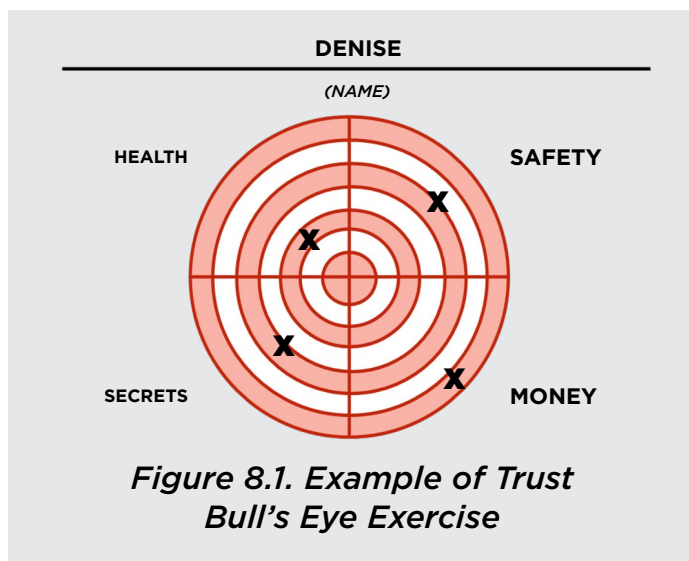 DENISE
(NAME)
HEALTH
SAFETY
X
X
X
X
SECRETS
MONEY
Figure 8.1. Example of Trust
Bull’s Eye Exercise